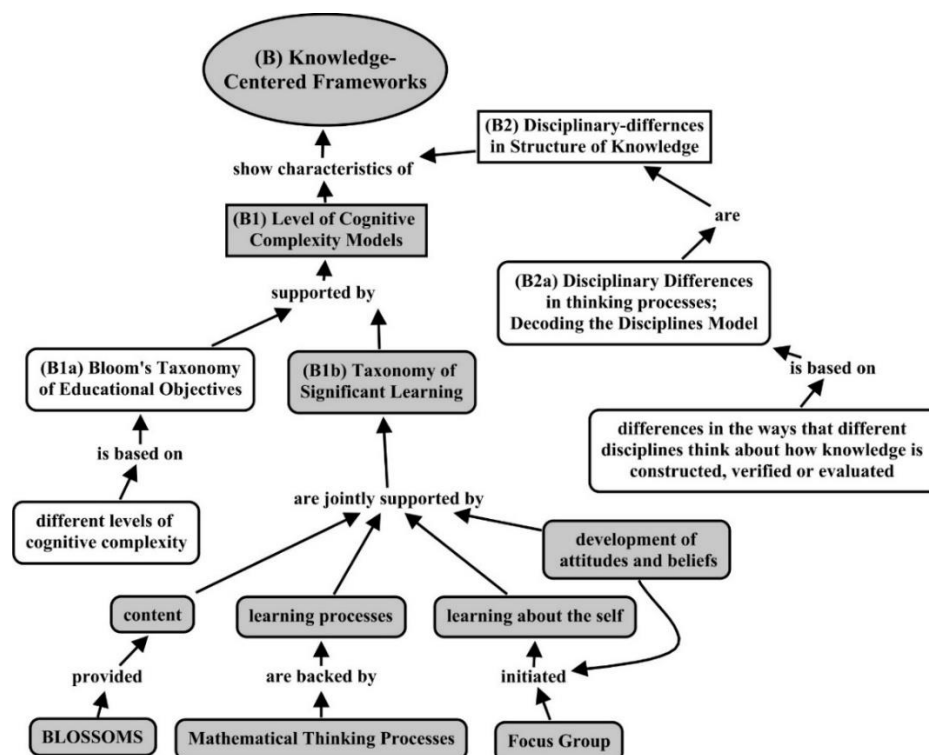 (B) Knowledge-
Centered Frameworks
(B2) Disciplinary-differnces
in Structure of Knowledge
show characteristics of
(B1) Level of Cognitive
Complexity Models
are
supported by
(B2a) Disciplinary Differences
in thinking processes;
Decoding the Disciplines Model
(B1a) Bloom's Taxonomy
of Educational Objectives
(B1b) Taxonomy of
Significant Learning
is based on
differences in the ways that different
disciplines think about how knowledge is
constructed, verified or evaluated
is based on
are jointly supported by
different levels of
cognitive complexity
development of
attitudes and beliefs
content
learning processes
learning about the self
provided
are backed by
initiated
BLOSSOMS
Mathematical Thinking Processes
Focus Group